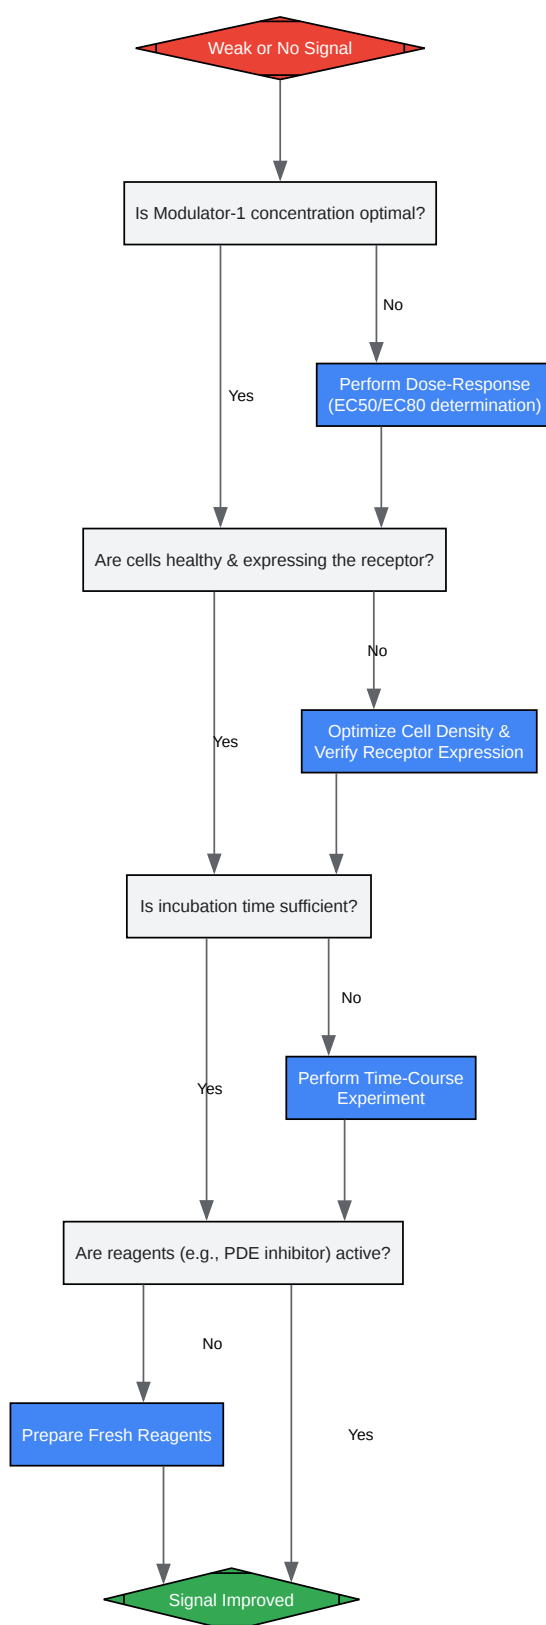 Weak or No Signal
Is Modulator-1 concentration optimal?
No
Perform Dose-Response
(EC50/EC80 determination)
Yes
Are cells healthy & expressing the receptor?
No
Optimize Cell Density &
Verify Receptor Expression
Yes
Is incubation time sufficient?
No
Perform Time-Course
Experiment
Yes
Are reagents (e.g., PDE inhibitor) active?
No
Prepare Fresh Reagents
Yes
Signal Improved